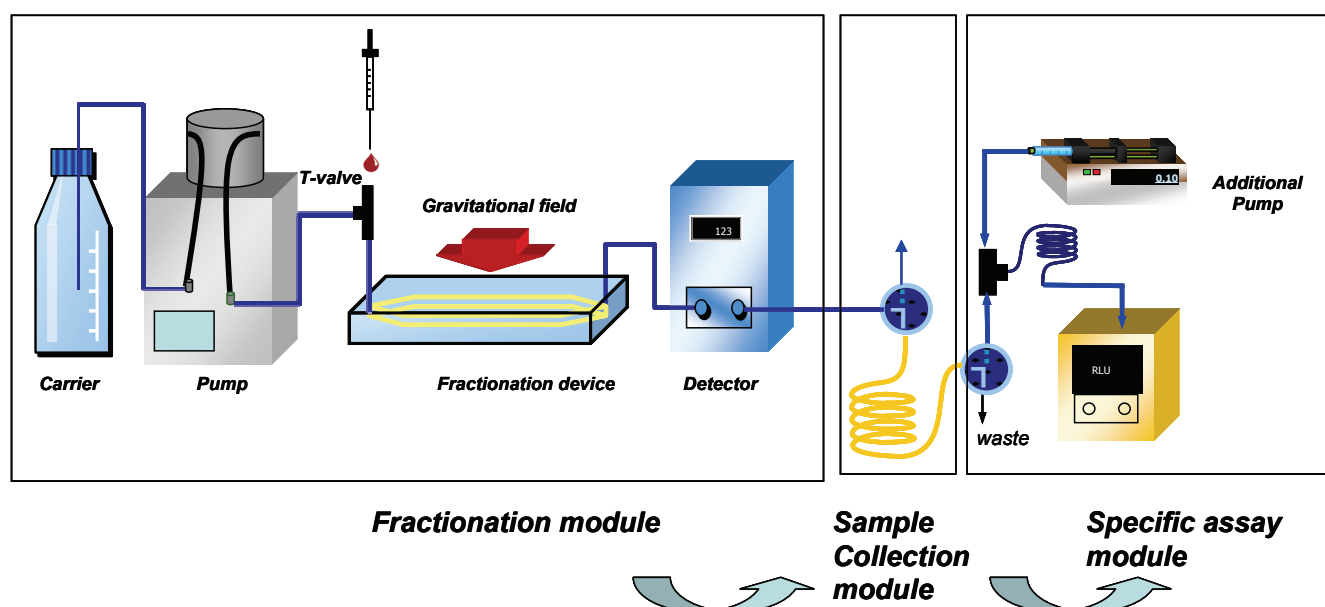 T-valve
Gravitational field
123
0.10
Additional
Pump
RLU
Carrier
Pump
Fractionation device
Detector
waste
Fractionation module
Sample
Collection
module
Specific assay
module